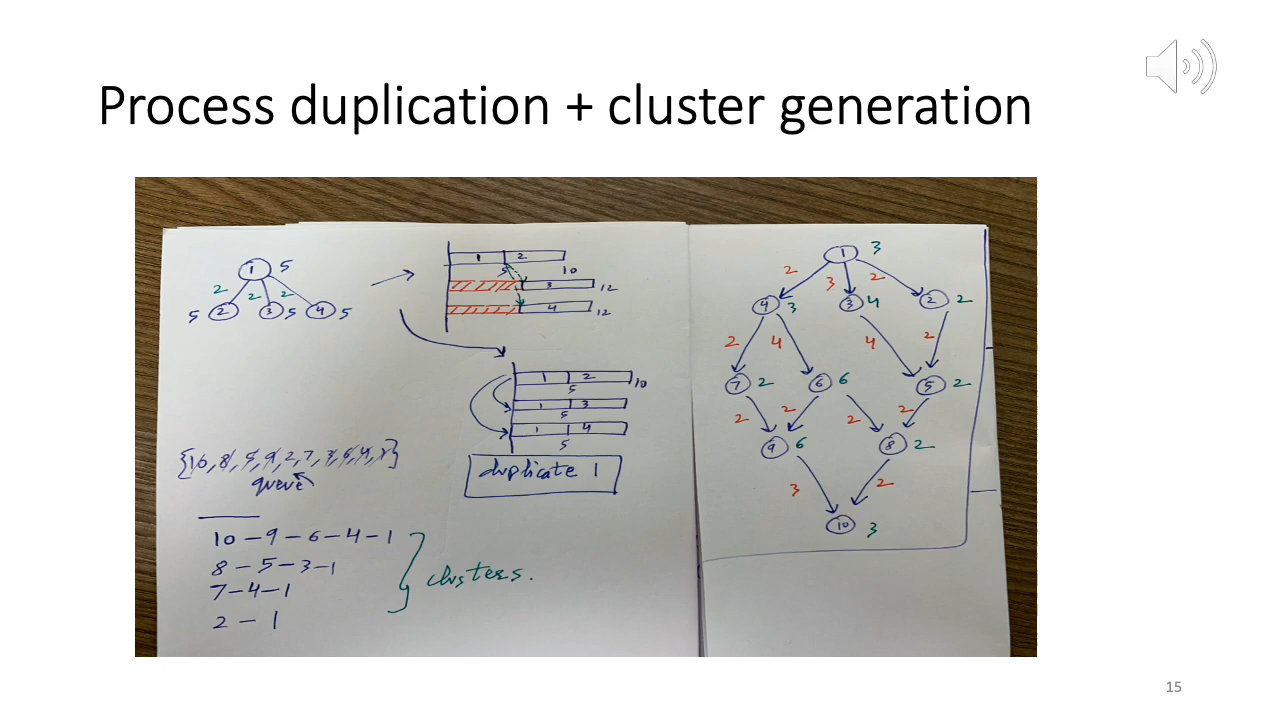 Process duplication + cluster generation
1 5
2 2 2
5 2 3 5 4 5
1 2
5 10
3 12
4 12
1 2 10
5
1 3
5
1 4
5
duplicate 1
queue
10 – 9 – 6 – 4 – 1
8 – 5 – 3 – 1
7 – 4 – 1
2 – 1
clusters.
1 3
2 3 2
4 3 3 4 2 2
2 4 4 2
7 2 6 6 5 2
2 2 2 2
9 6 8 2
3 2
10 3
15